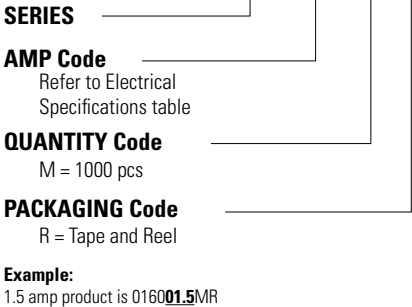 SERIES
AMP Code
Refer to Electrical
Specifications table
QUANTITY Code
M = 1000 pcs
PACKAGING Code
R = Tape and Reel
Example:
1.5 amp product is 016001.5MR